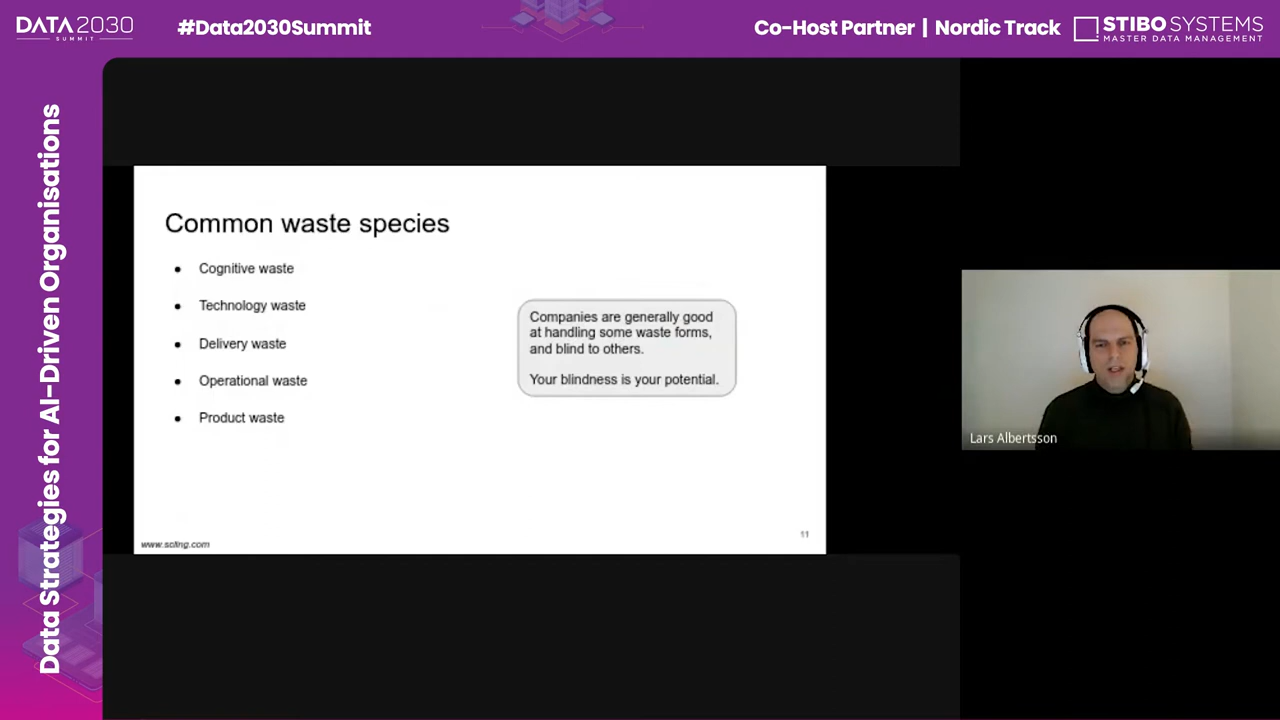 DATA2030
SUMMIT
#Data2030Summit
Co-Host Partner | Nordic Track
STIBO SYSTEMS
MASTER DATA MANAGEMENT
Data Strategies for AI-Driven Organisations
Common waste species
● Cognitive waste
● Technology waste
● Delivery waste
● Operational waste
● Product waste
Companies are generally good
at handling some waste forms,
and blind to others.
Your blindness is your potential.
www.scling.com
11
Lars Albertsson